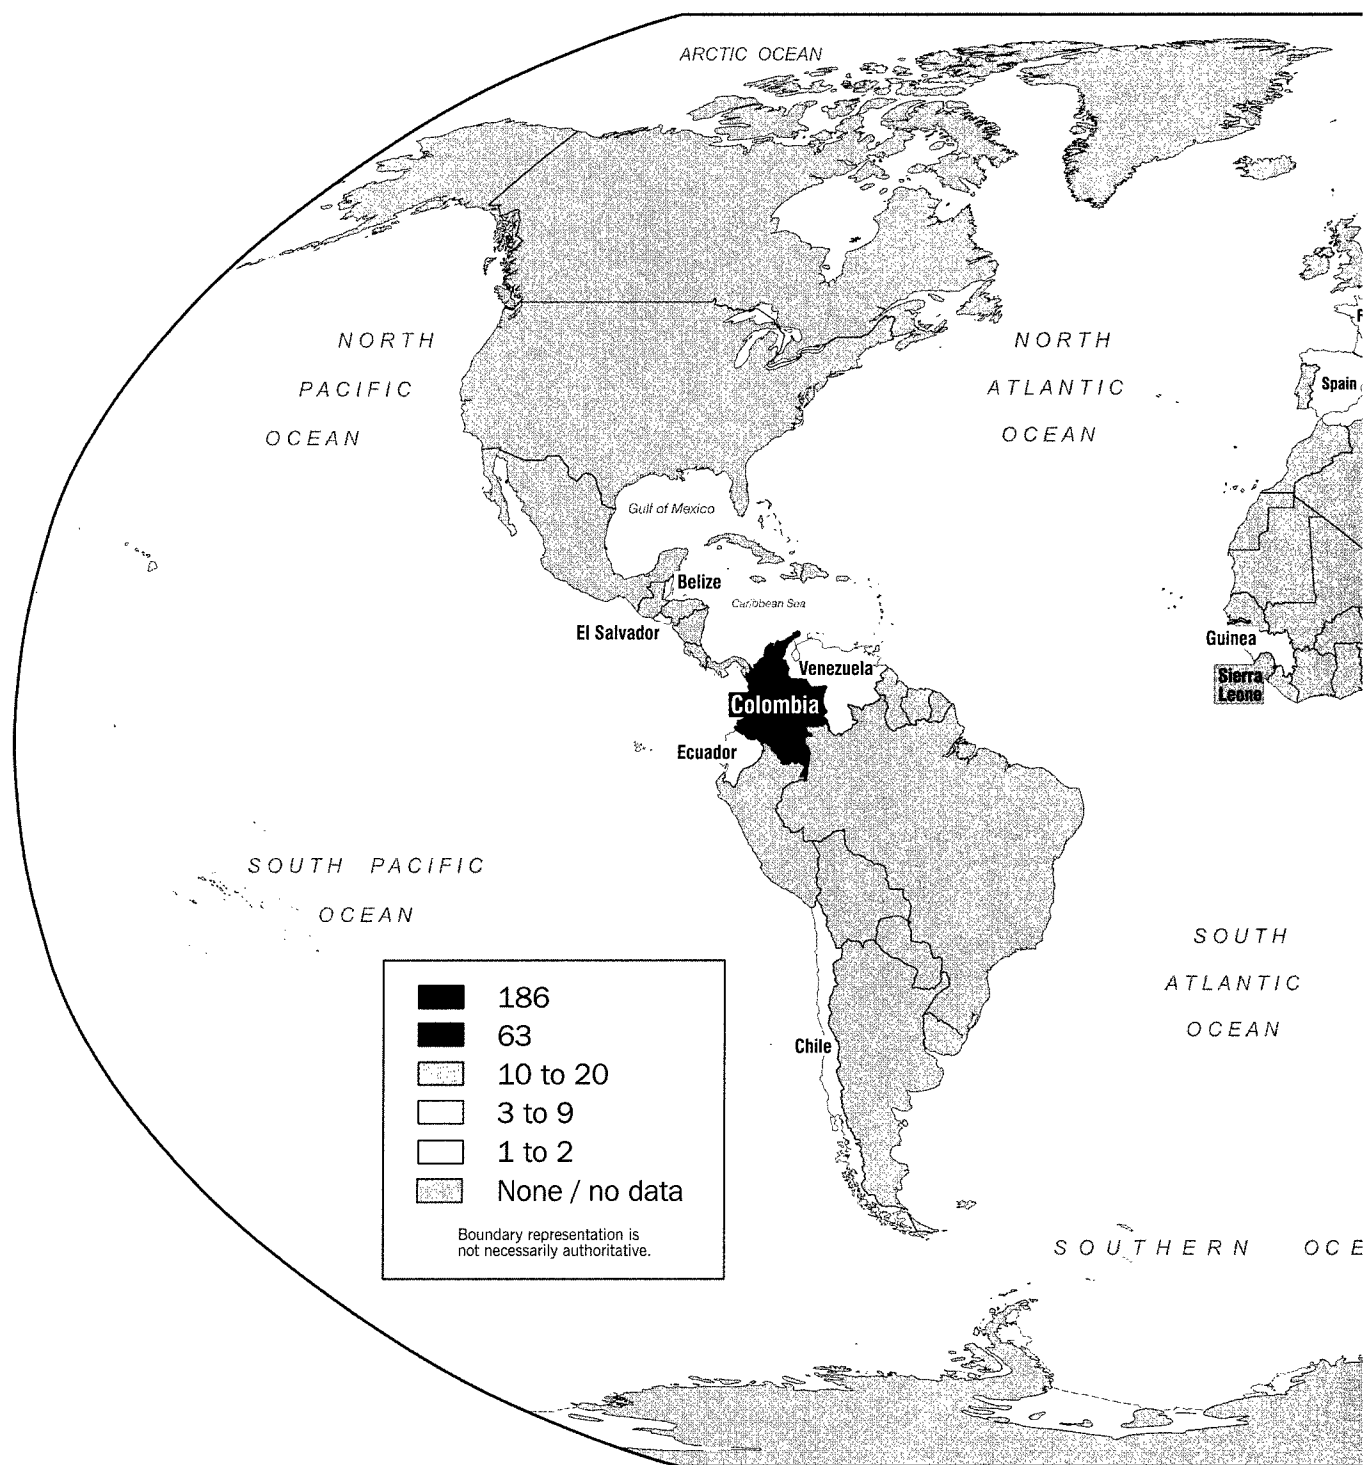 ARCTIC OCEAN
NORTH
PACIFIC
OCEAN
NORTH
ATLANTIC
OCEAN
F
Spain
Gulf of Mexico
Belize
Caribbean Sea
El Salvador
Guinea
Venezuela
Sierra
Leone
Colombia
Ecuador
SOUTH PACIFIC
OCEAN
SOUTH
ATLANTIC
OCEAN
Chile
186
63
10 to 20
3 to 9
1 to 2
None / no data
Boundary representation is
not necessarily authoritative.
SOUTHERN OCE